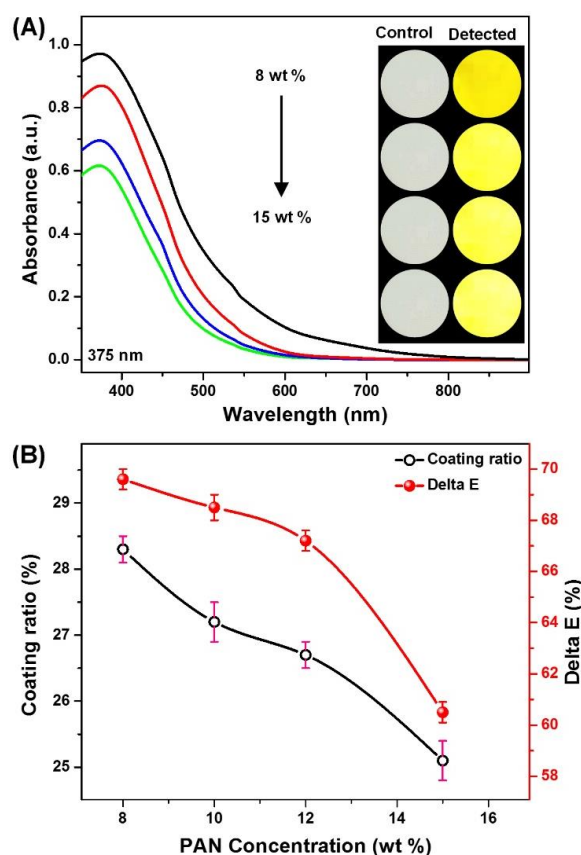 (A)
Control Detected
8 wt %
15 wt %
375 nm
Absorbance (a.u.)
1.0
0.8
0.6
0.4
0.2
0.0
400 500 600 700 800
Wavelength (nm)
(B)
Coating ratio
Delta E
Coating ratio (%)
29
28
27
26
25
70
68
66
64
62
60
58
Delta E (%)
8 10 12 14 16
PAN Concentration (wt %)